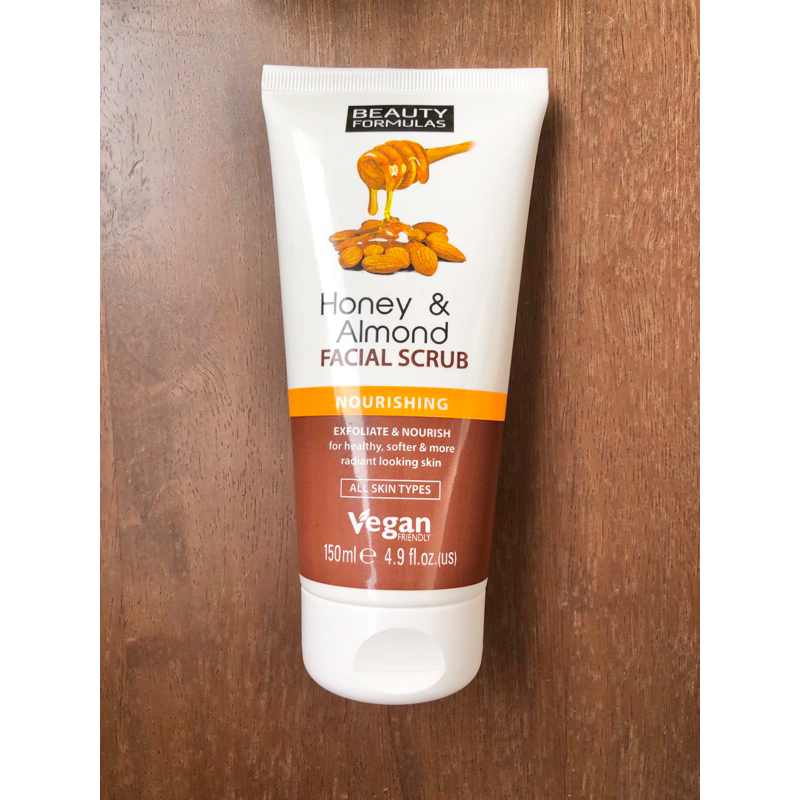 BEAUTY
FORMULAS
Honey &
Almond
FACIAL SCRUB
NOURISHING
EXFOLIATE & NOURISH
for healthy, softer & more
radiant looking skin
ALL SKIN TYPES
Vegan
FRIENDLY
150ml ℮ 4.9 fl.oz.(US)